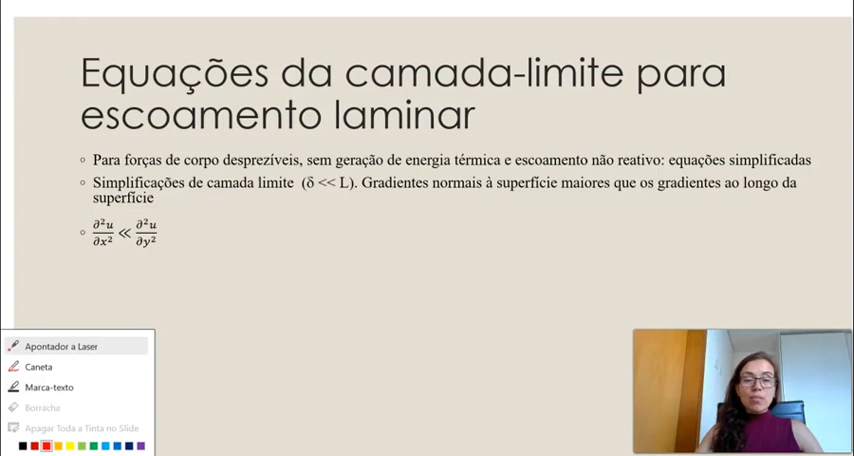 Equações da camada-limite para
escoamento laminar
◦ Para forças de corpo desprezíveis, sem geração de energia térmica e escoamento não reativo: equações simplificadas
◦ Simplificações de camada limite (δ << L). Gradientes normais à superfície maiores que os gradientes ao longo da
superfície
◦ ∂²u/∂x² ≪ ∂²u/∂y²
Apontador a Laser
Caneta
Marca-texto
Borracha
Apagar Toda a Tinta no Slide